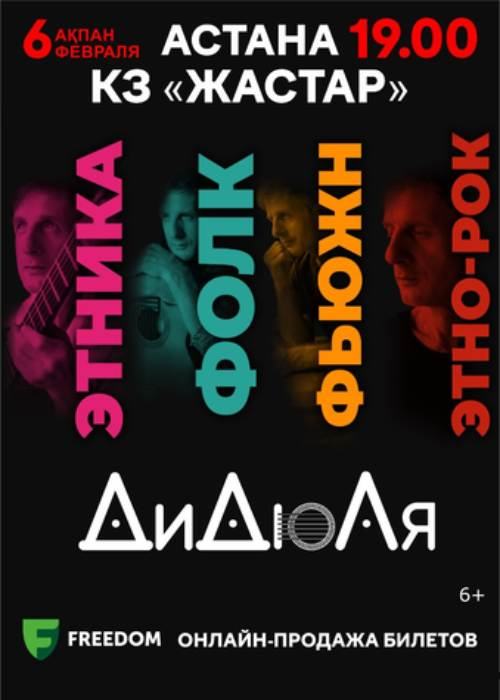 6 АҚПАН
ФЕВРАЛЯ
АСТАНА 19.00
КЗ «ЖАСТАР»
ЭТНИКА
ФОЛК
ФЬЮЖН
ЭТНО-РОК
ДиДюЛя
6+
FREEDOM ОНЛАЙН-ПРОДАЖА БИЛЕТОВ